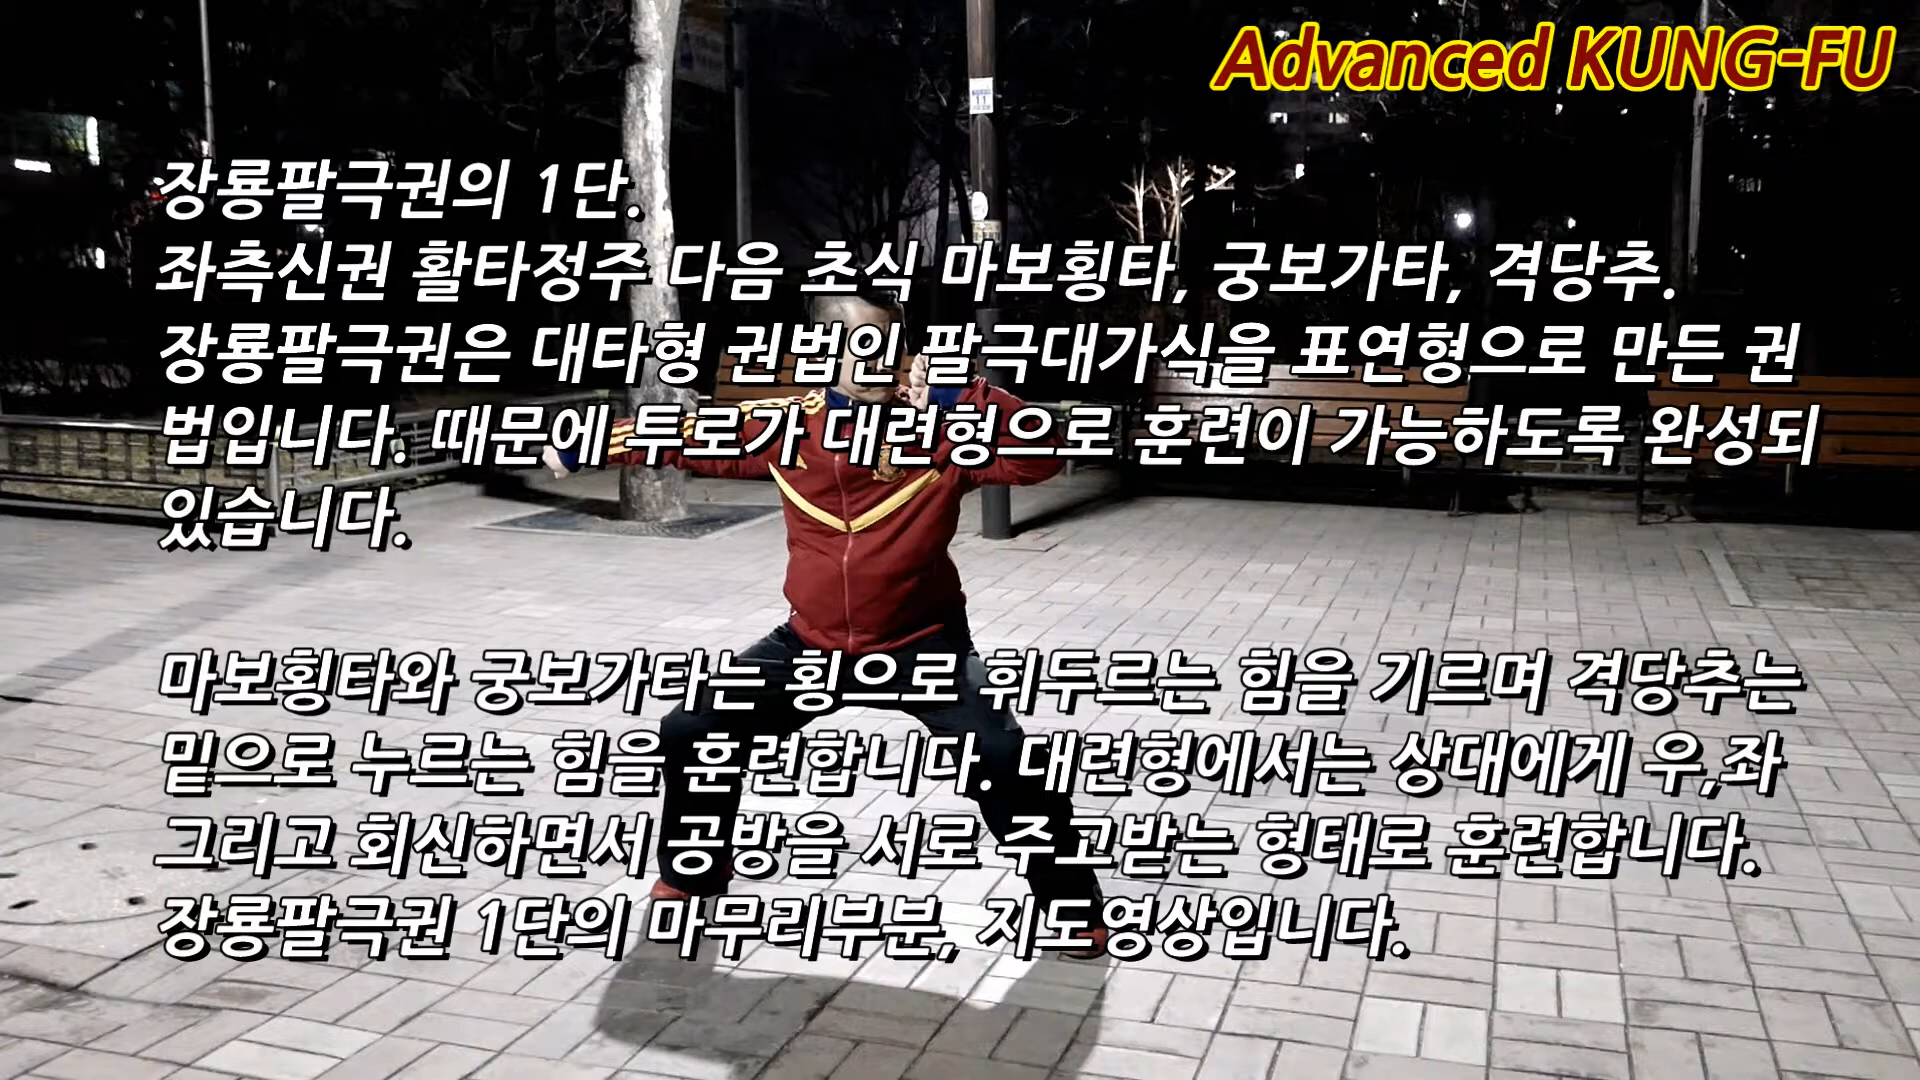 Advanced KUNG-FU
장룡팔극권의 1단.
좌측신권 활타정주 다음 초식 마보횡타, 궁보가타, 격당추.
장룡팔극권은 대타형 권법인 팔극대가식을 표연형으로 만든 권
법입니다. 때문에 투로가 대련형으로 훈련이 가능하도록 완성되
있습니다.
마보횡타와 궁보가타는 횡으로 휘두르는 힘을 기르며 격당추는
밑으로 누르는 힘을 훈련합니다. 대련형에서는 상대에게 우,좌
그리고 회신하면서 공방을 서로 주고받는 형태로 훈련합니다.
장룡팔극권 1단의 마무리부분, 지도영상입니다.
11